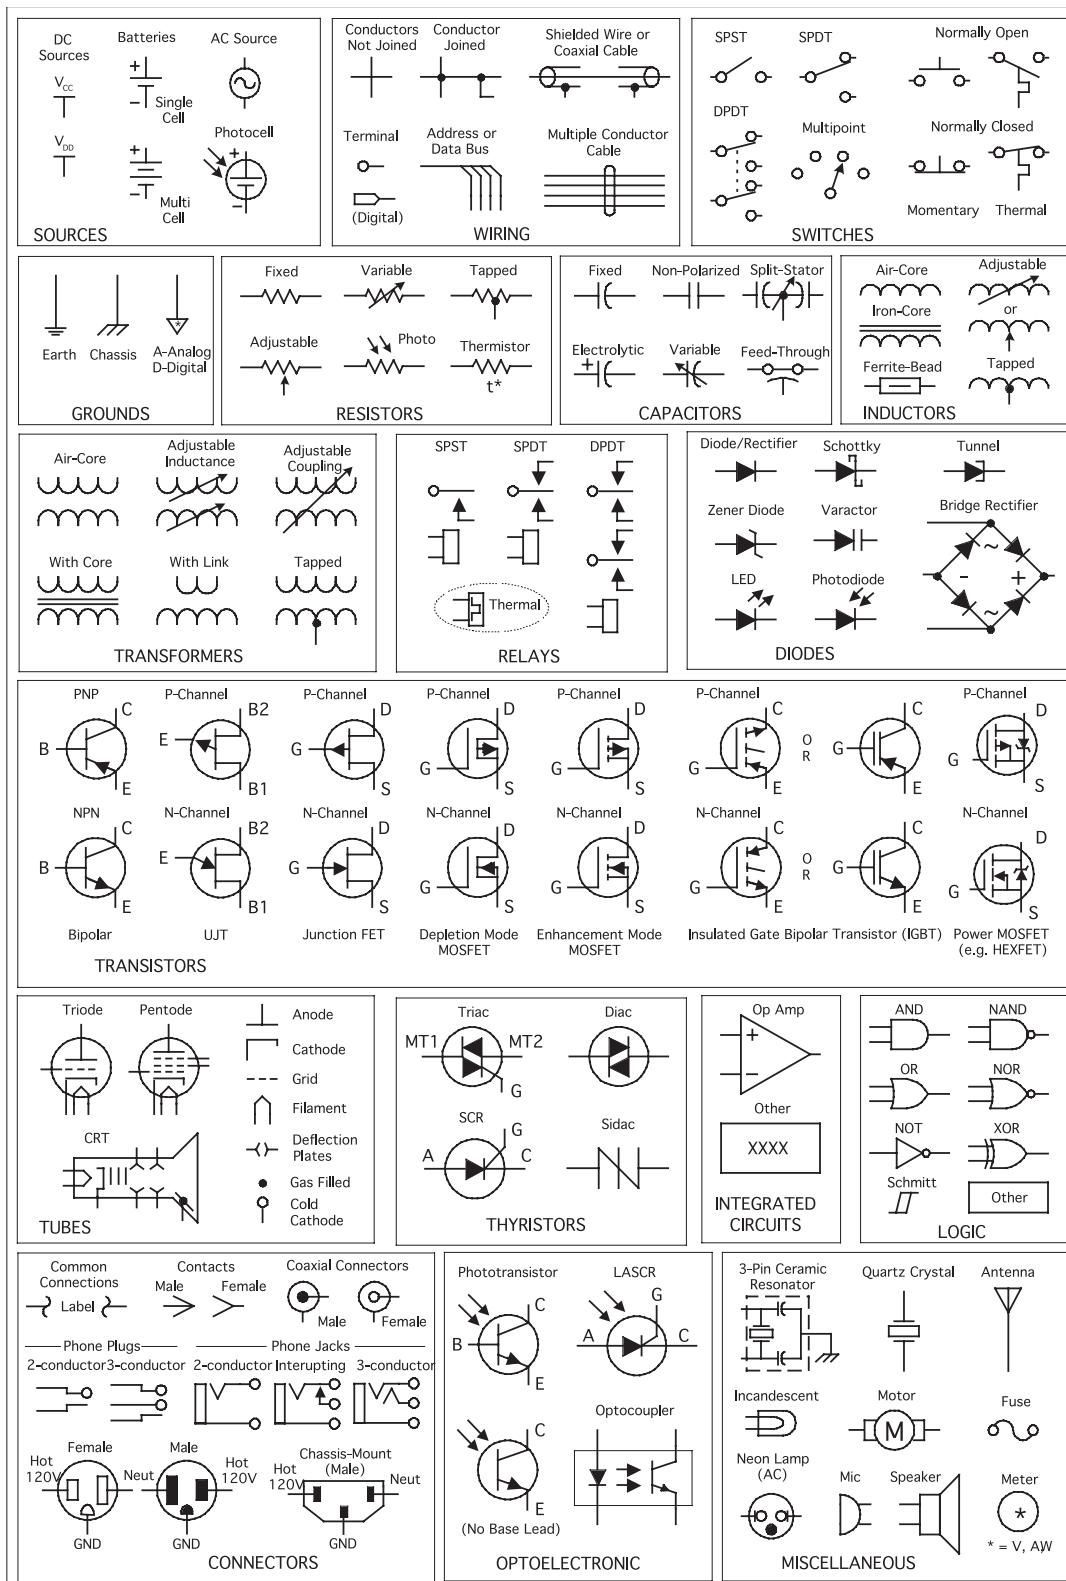 DC
Sources
Batteries
AC Source
VCC
+
−
Single
Cell
VDD
Photocell
+
−
+
−
Multi
Cell
SOURCES
Conductors
Not Joined
Conductor
Joined
Shielded Wire or
Coaxial Cable
Terminal
Address or
Data Bus
Multiple Conductor
Cable
(Digital)
WIRING
SPST
SPDT
Normally Open
DPDT
Multipoint
Normally Closed
Momentary
Thermal
SWITCHES
Earth
Chassis
*
A-Analog
D-Digital
GROUNDS
Fixed
Variable
Tapped
Adjustable
Photo
Thermistor
t*
RESISTORS
Fixed
Non-Polarized
Split-Stator
Electrolytic
+
Variable
Feed-Through
CAPACITORS
Air-Core
Adjustable
Iron-Core
or
Ferrite-Bead
Tapped
INDUCTORS
Air-Core
Adjustable
Inductance
Adjustable
Coupling
With Core
With Link
Tapped
TRANSFORMERS
SPST
SPDT
DPDT
Thermal
RELAYS
Diode/Rectifier
Schottky
Tunnel
Zener Diode
Varactor
Bridge Rectifier
~
- +
~
LED
Photodiode
DIODES
PNP
C
B
E
P-Channel
B2
E
B1
P-Channel
D
G
S
P-Channel
D
G
S
P-Channel
D
G
S
P-Channel
C
G
E
O
R
C
G
E
P-Channel
D
G
S
NPN
C
B
E
N-Channel
B2
E
B1
N-Channel
D
G
S
N-Channel
D
G
S
N-Channel
D
G
S
N-Channel
C
G
E
O
R
C
G
E
N-Channel
D
G
S
Bipolar
UJT
Junction FET
Depletion Mode
MOSFET
Enhancement Mode
MOSFET
Insulated Gate Bipolar Transistor (IGBT)
Power MOSFET
(e.g. HEXFET)
TRANSISTORS
Triode
Pentode
Anode
Cathode
Grid
Filament
CRT
Deflection
Plates
Gas Filled
Cold
Cathode
TUBES
Triac
MT1
MT2
G
Diac
SCR
G
A
C
Sidac
THYRISTORS
Op Amp
+
−
Other
XXXX
INTEGRATED
CIRCUITS
AND
NAND
OR
NOR
NOT
XOR
Schmitt
Other
LOGIC
Common
Connections
Label
Contacts
Male
Female
Coaxial Connectors
Male
Female
Phone Plugs
2-conductor
3-conductor
Phone Jacks
2-conductor
Interupting
3-conductor
Female
Hot
120V
Neut
GND
Male
Hot
120V
GND
Chassis-Mount
(Male)
Hot
120V
Neut
GND
CONNECTORS
Phototransistor
C
B
E
LASCR
G
A
C
C
E
(No Base Lead)
Optocoupler
OPTOELECTRONIC
3-Pin Ceramic
Resonator
Quartz Crystal
Antenna
Incandescent
Motor
M
Fuse
Neon Lamp
(AC)
Mic
Speaker
Meter
*
* = V, A,W
MISCELLANEOUS